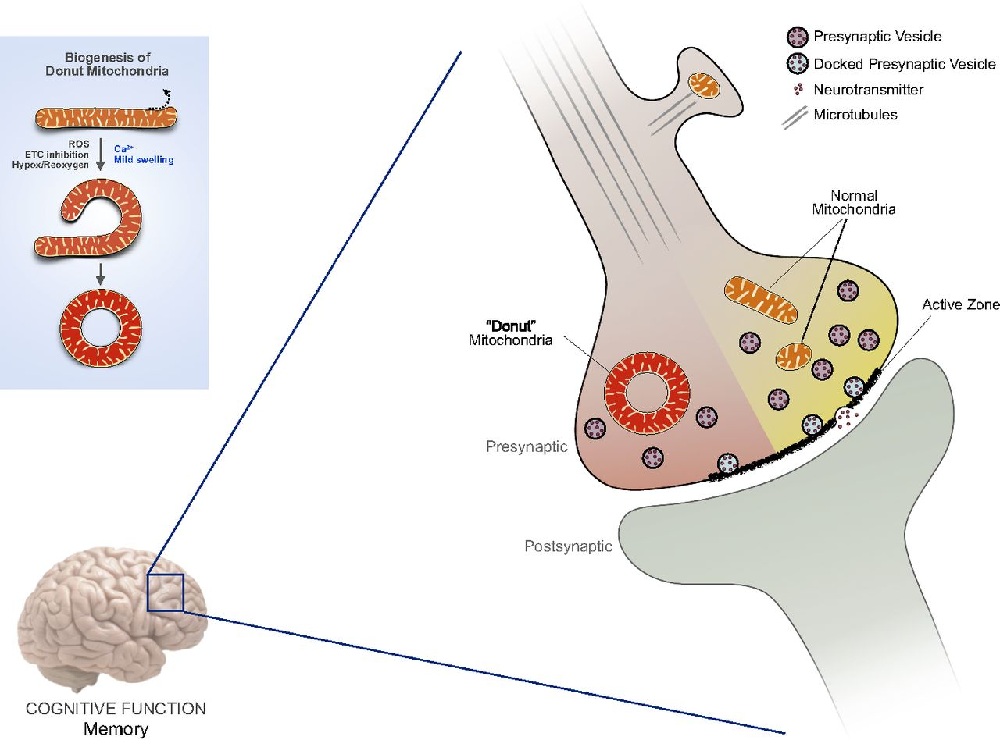 Biogenesis of
Donut Mitochondria
ROS
ETC inhibition
Hypox/Reoxygen
Ca²⁺
Mild swelling
Presynaptic Vesicle
Docked Presynaptic Vesicle
Neurotransmitter
Microtubules
Normal
Mitochondria
Active Zone
“Donut”
Mitochondria
Presynaptic
Postsynaptic
COGNITIVE FUNCTION
Memory